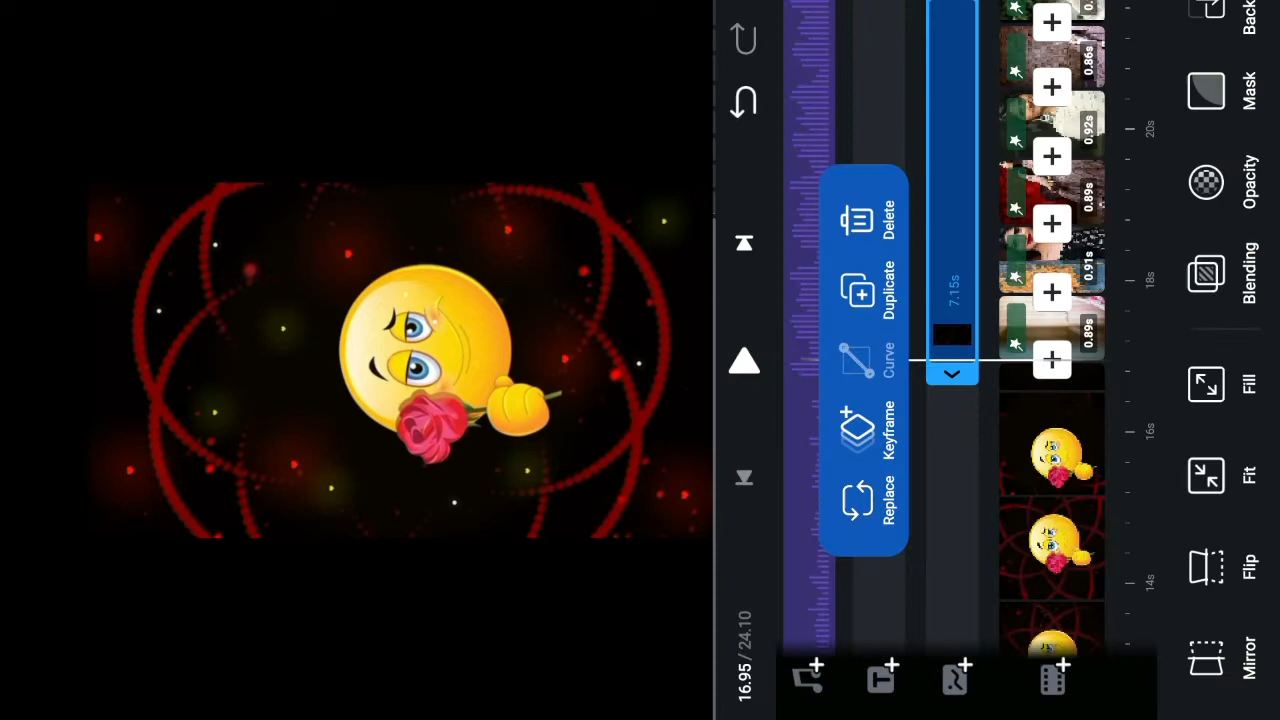 16.95 / 24.10
Replace Keyframe Curve Duplicate Delete
7.15s
0.89s 0.91s 0.89s 0.92s 0.86s 0.
14s 16s 18s 20s
Mirror Flip Fit Fill Blending Opacity Mask Back